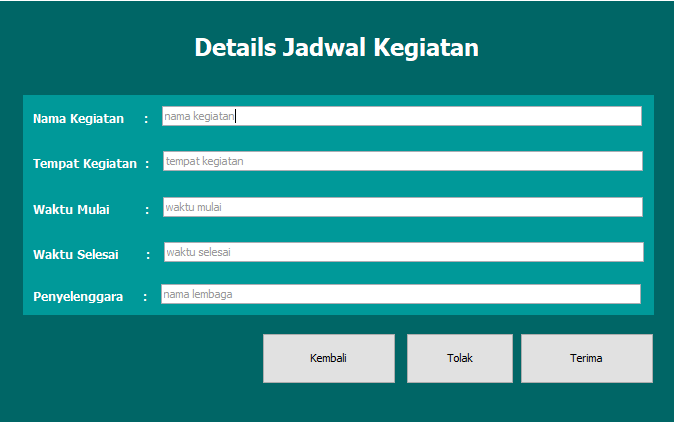 Details Jadwal Kegiatan
Nama Kegiatan : nama kegiatan
Tempat Kegiatan : tempat kegiatan
Waktu Mulai : waktu mulai
Waktu Selesai : waktu selesai
Penyelenggara : nama lembaga
Kembali Tolak Terima